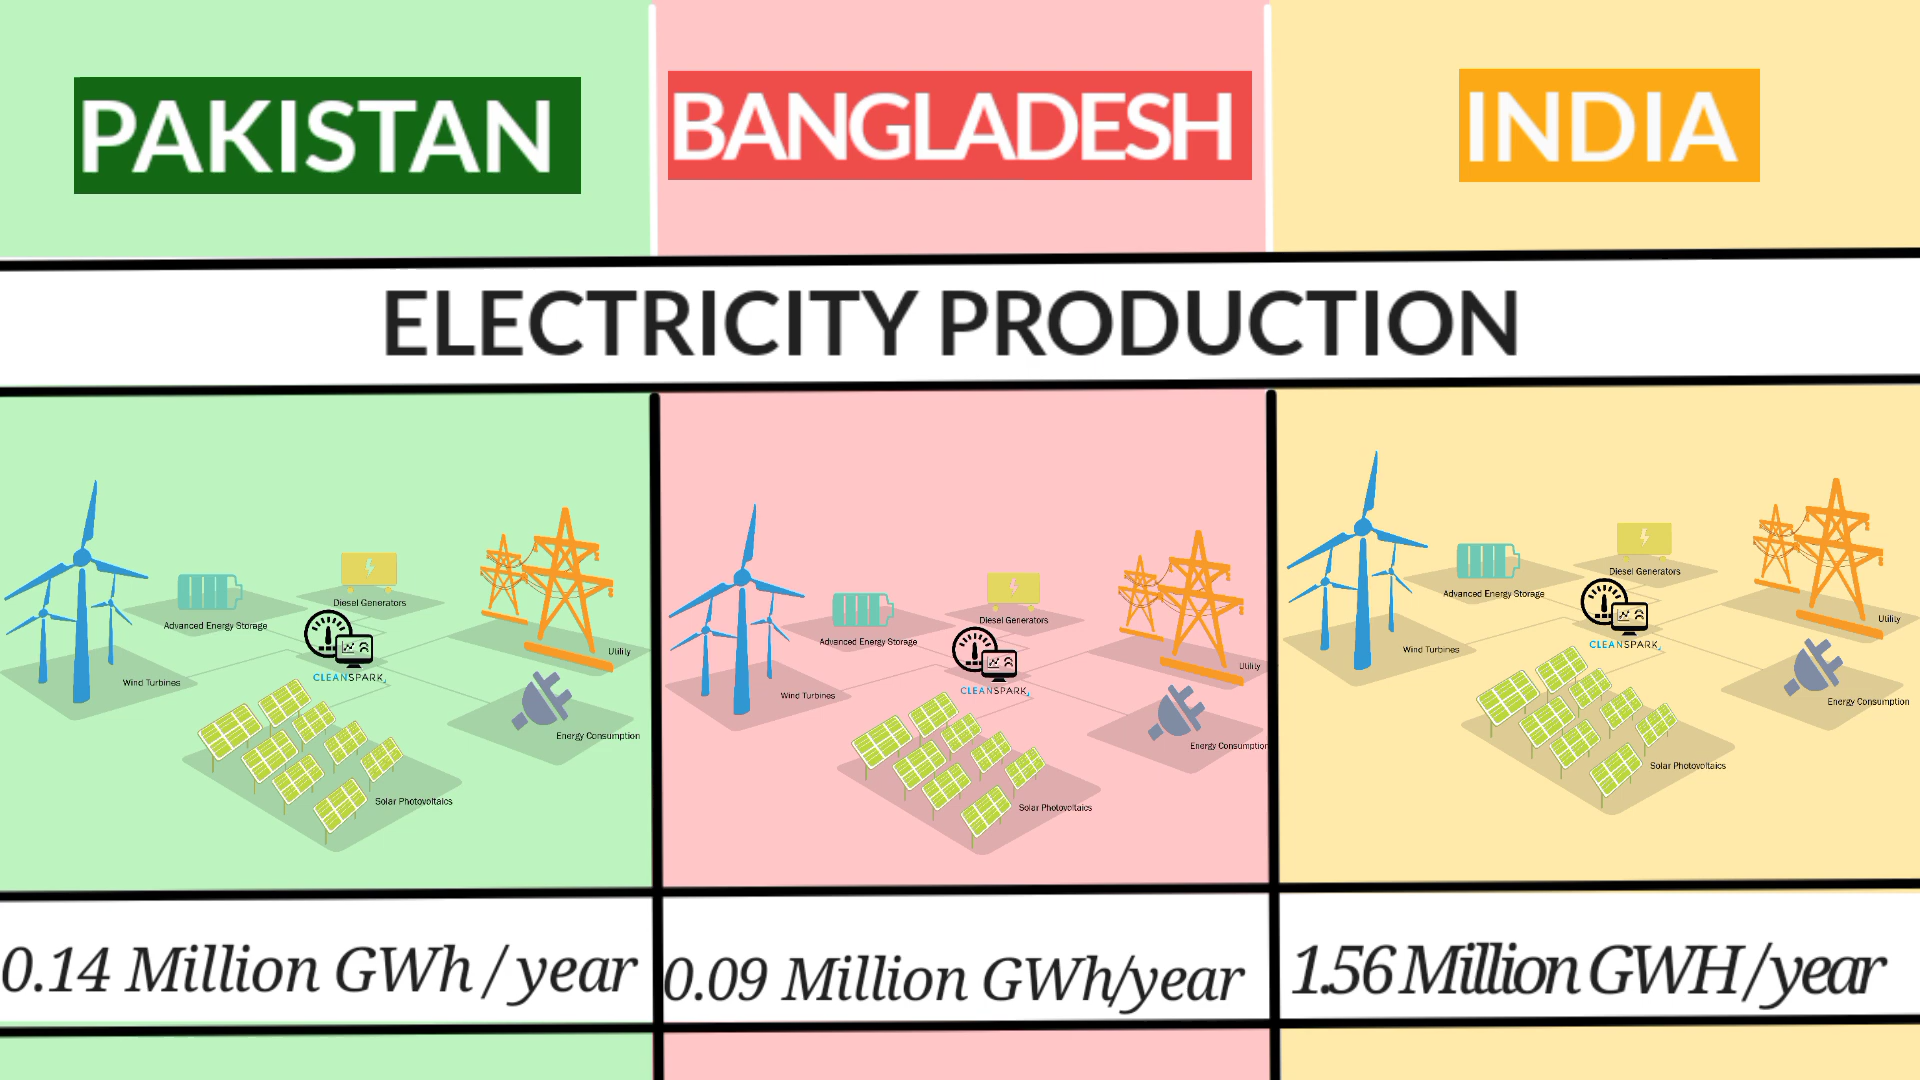 PAKISTAN
BANGLADESH
INDIA
ELECTRICITY PRODUCTION
Diesel Generators
Advanced Energy Storage
Utility
CLEANSPARK
Wind Turbines
Energy Consumption
Solar Photovoltaics
Diesel Generators
Advanced Energy Storage
Utility
CLEANSPARK
Wind Turbines
Energy Consumption
Solar Photovoltaics
Diesel Generators
Advanced Energy Storage
Utility
CLEANSPARK
Wind Turbines
Energy Consumption
Solar Photovoltaics
0.14 Million GWh / year
0.09 Million GWh/year
1.56 Million GWH / year